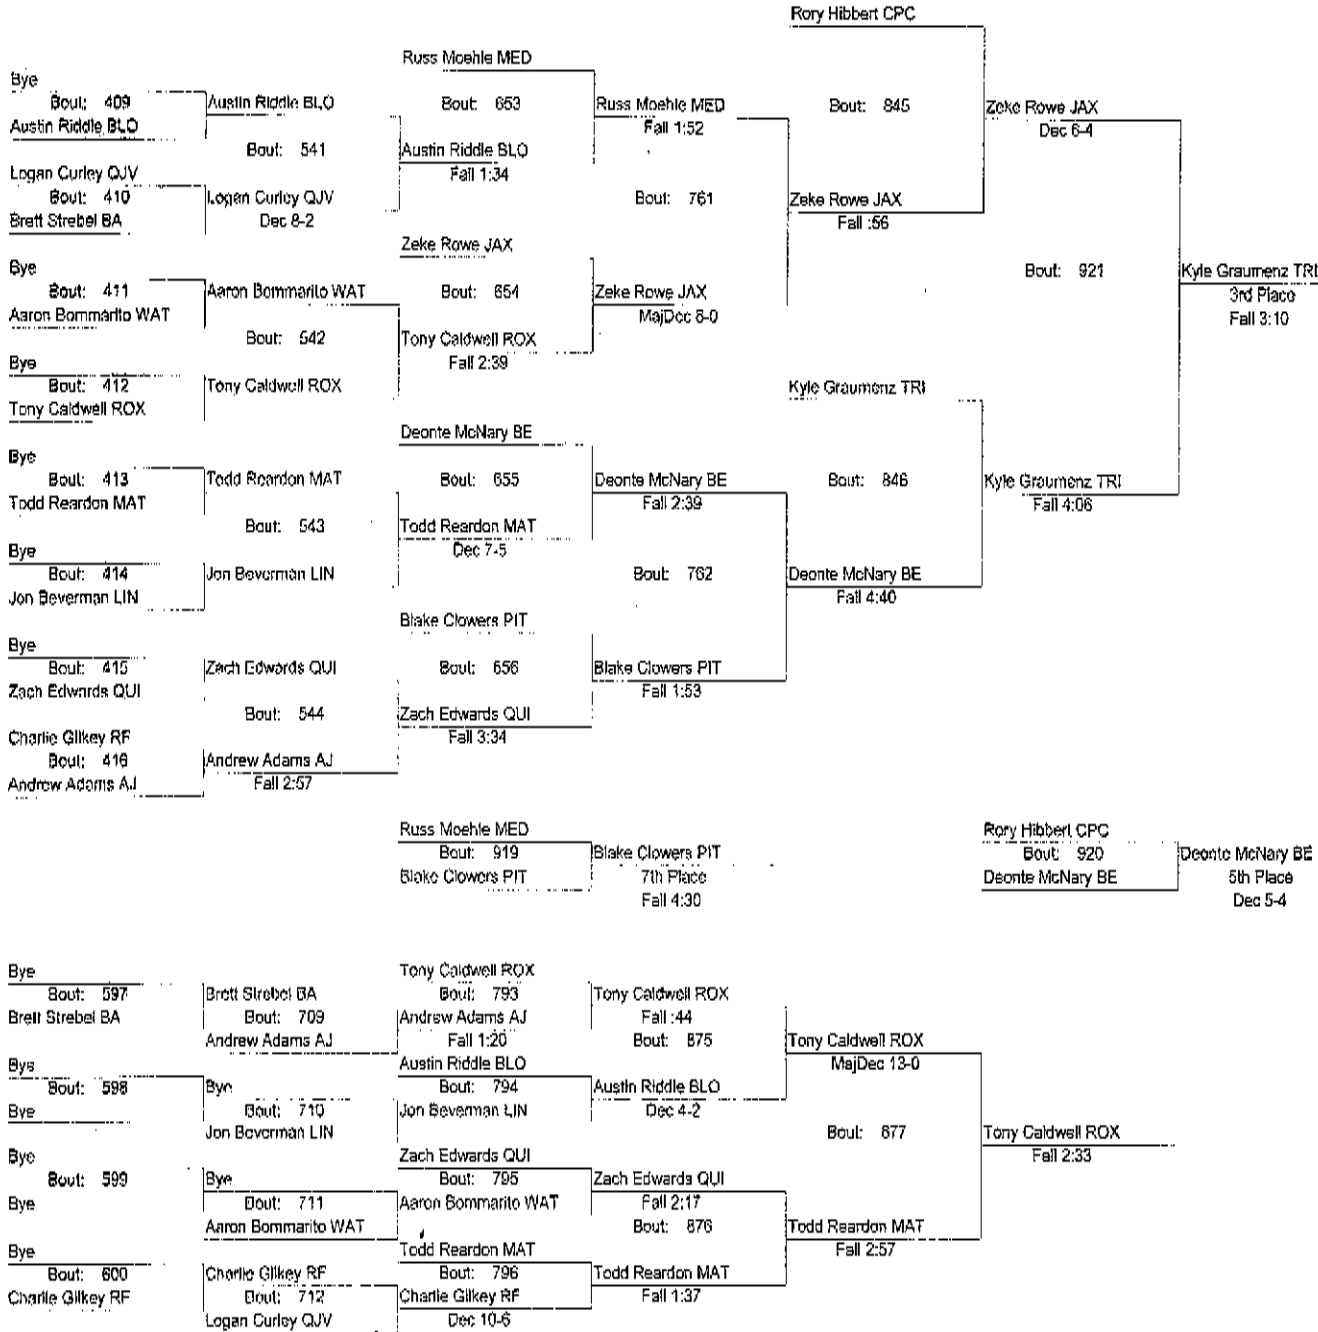 Rory Hibbert CPC
Russ Moehle MED
Bye
Bout: 409
Austin Riddle BLO
Bout: 653
Russ Moehle MED
Bout: 845
Zeke Rowe JAX
Austin Riddle BLO
Fall 1:52
Dec 6-4
Bout: 541
Austin Riddle BLO
Logan Curley QJV
Fall 1:34
Bout: 410
Logan Curley QJV
Bout: 761
Zeke Rowe JAX
Brett Strebel BA
Dec 8-2
Fall :56
Zeke Rowe JAX
Bye
Bout: 921
Kyle Graumenz TRI
Bout: 411
Aaron Bommarito WAT
Bout: 654
Zeke Rowe JAX
3rd Place
Aaron Bommarito WAT
MajDec 8-0
Fall 3:10
Bout: 542
Tony Caldwell ROX
Bye
Fall 2:39
Bout: 412
Tony Caldwell ROX
Kyle Graumenz TRI
Tony Caldwell ROX
Deonte McNary BE
Bye
Bout: 413
Todd Reardon MAT
Bout: 655
Deonte McNary BE
Bout: 846
Kyle Graumenz TRI
Todd Reardon MAT
Fall 2:39
Fall 4:06
Bout: 543
Todd Reardon MAT
Bye
Dec 7-5
Bout: 414
Jon Beverman LIN
Bout: 762
Deonte McNary BE
Jon Beverman LIN
Fall 4:40
Blake Clowers PIT
Bye
Bout: 415
Zach Edwards QUI
Bout: 656
Blake Clowers PIT
Zach Edwards QUI
Fall 1:53
Bout: 544
Zach Edwards QUI
Charlie Gilkey RF
Fall 3:34
Bout: 416
Andrew Adams AJ
Andrew Adams AJ
Fall 2:57
Russ Moehle MED
Rory Hibbert CPC
Bout: 919
Blake Clowers PIT
Bout: 920
Deonte McNary BE
Blake Clowers PIT
7th Place
Deonte McNary BE
5th Place
Fall 4:30
Dec 5-4
Bye
Tony Caldwell ROX
Bout: 597
Brett Strebel BA
Bout: 793
Tony Caldwell ROX
Brett Strebel BA
Bout: 709
Andrew Adams AJ
Fall :44
Andrew Adams AJ
Fall 1:20
Bout: 875
Tony Caldwell ROX
Bye
Austin Riddle BLO
MajDec 13-0
Bout: 598
Bye
Bout: 794
Austin Riddle BLO
Bye
Bout: 710
Jon Beverman LIN
Dec 4-2
Jon Beverman LIN
Bout: 877
Tony Caldwell ROX
Bye
Zach Edwards QUI
Fall 2:33
Bout: 599
Bye
Bout: 795
Zach Edwards QUI
Bye
Bout: 711
Aaron Bommarito WAT
Fall 2:17
Aaron Bommarito WAT
Bout: 876
Todd Reardon MAT
Bye
Todd Reardon MAT
Fall 2:57
Bout: 600
Charlie Gilkey RF
Bout: 796
Todd Reardon MAT
Charlie Gilkey RF
Bout: 712
Charlie Gilkey RF
Fall 1:37
Logan Curley QJV
Dec 10-6